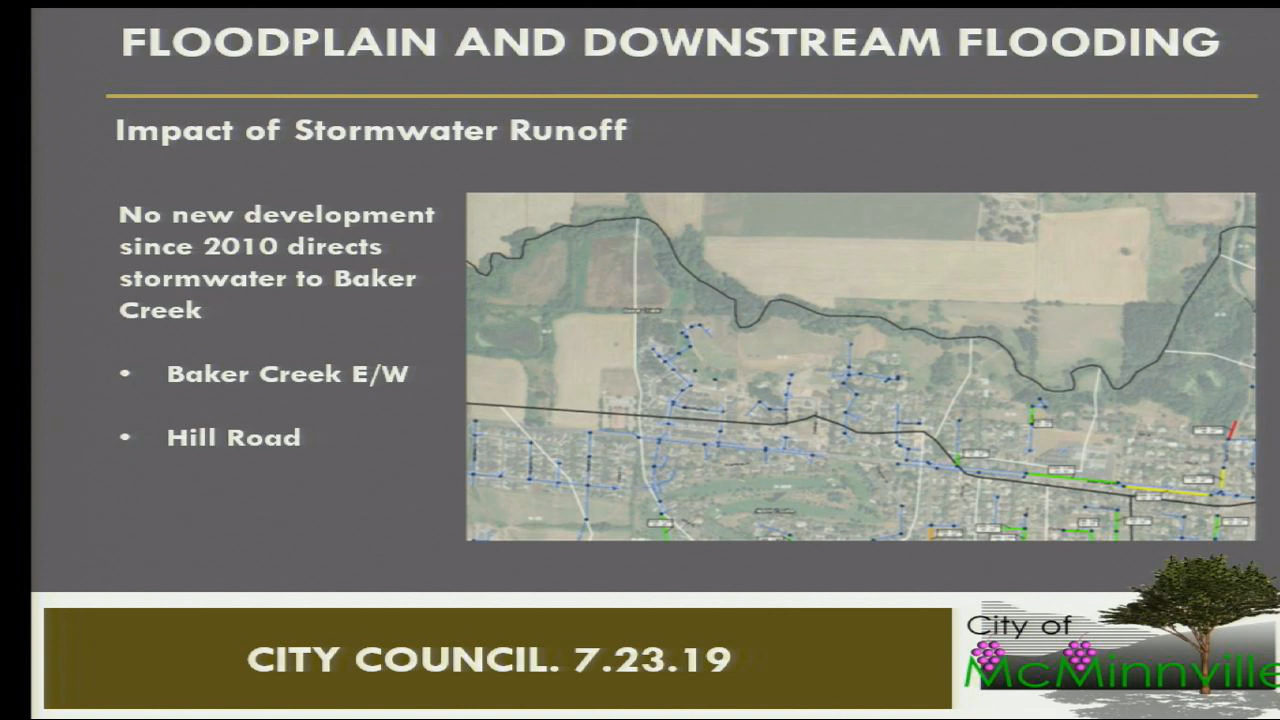 FLOODPLAIN AND DOWNSTREAM FLOODING
Impact of Stormwater Runoff
No new development
since 2010 directs
stormwater to Baker
Creek
• Baker Creek E/W
• Hill Road
CITY COUNCIL. 7.23.19
City of
McMinnville